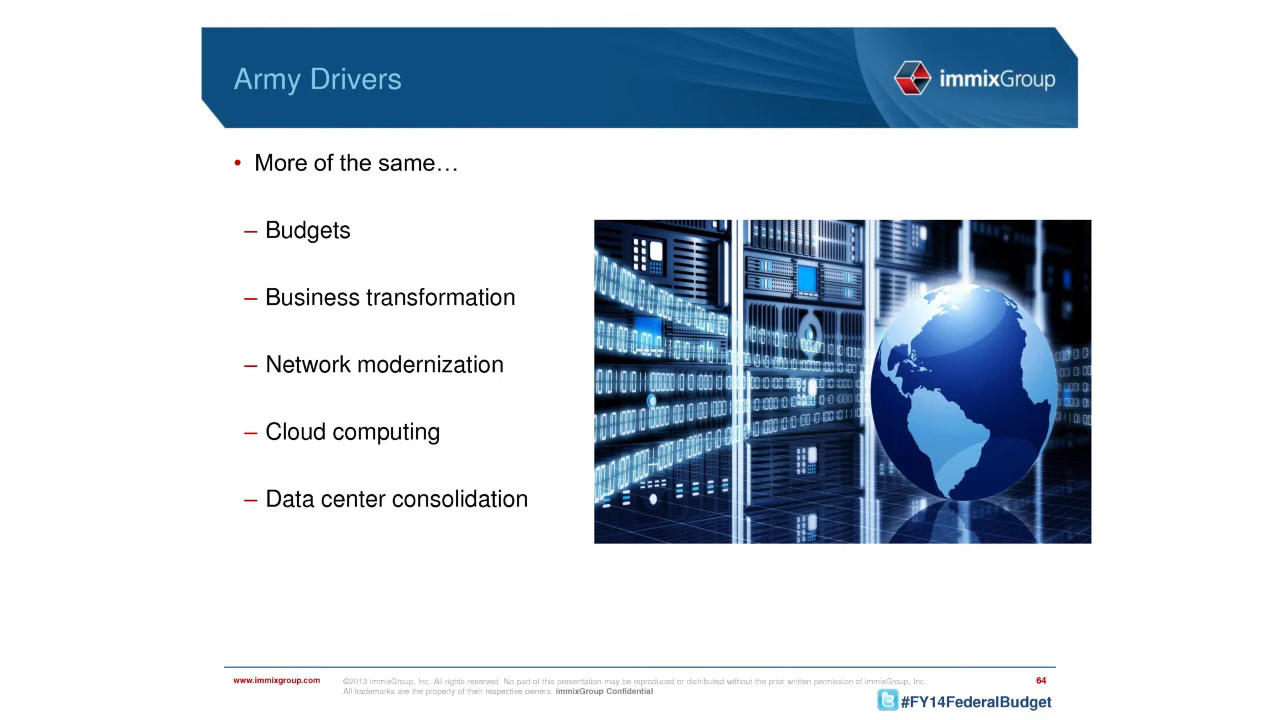 Army Drivers
immixGroup
• More of the same…
– Budgets
– Business transformation
– Network modernization
– Cloud computing
– Data center consolidation
www.immixgroup.com
©2013 immixGroup, Inc. All rights reserved. No part of this presentation may be reproduced or distributed without the prior written permission of immixGroup, Inc.
All trademarks are the property of their respective owners. immixGroup Confidential
64
#FY14FederalBudget